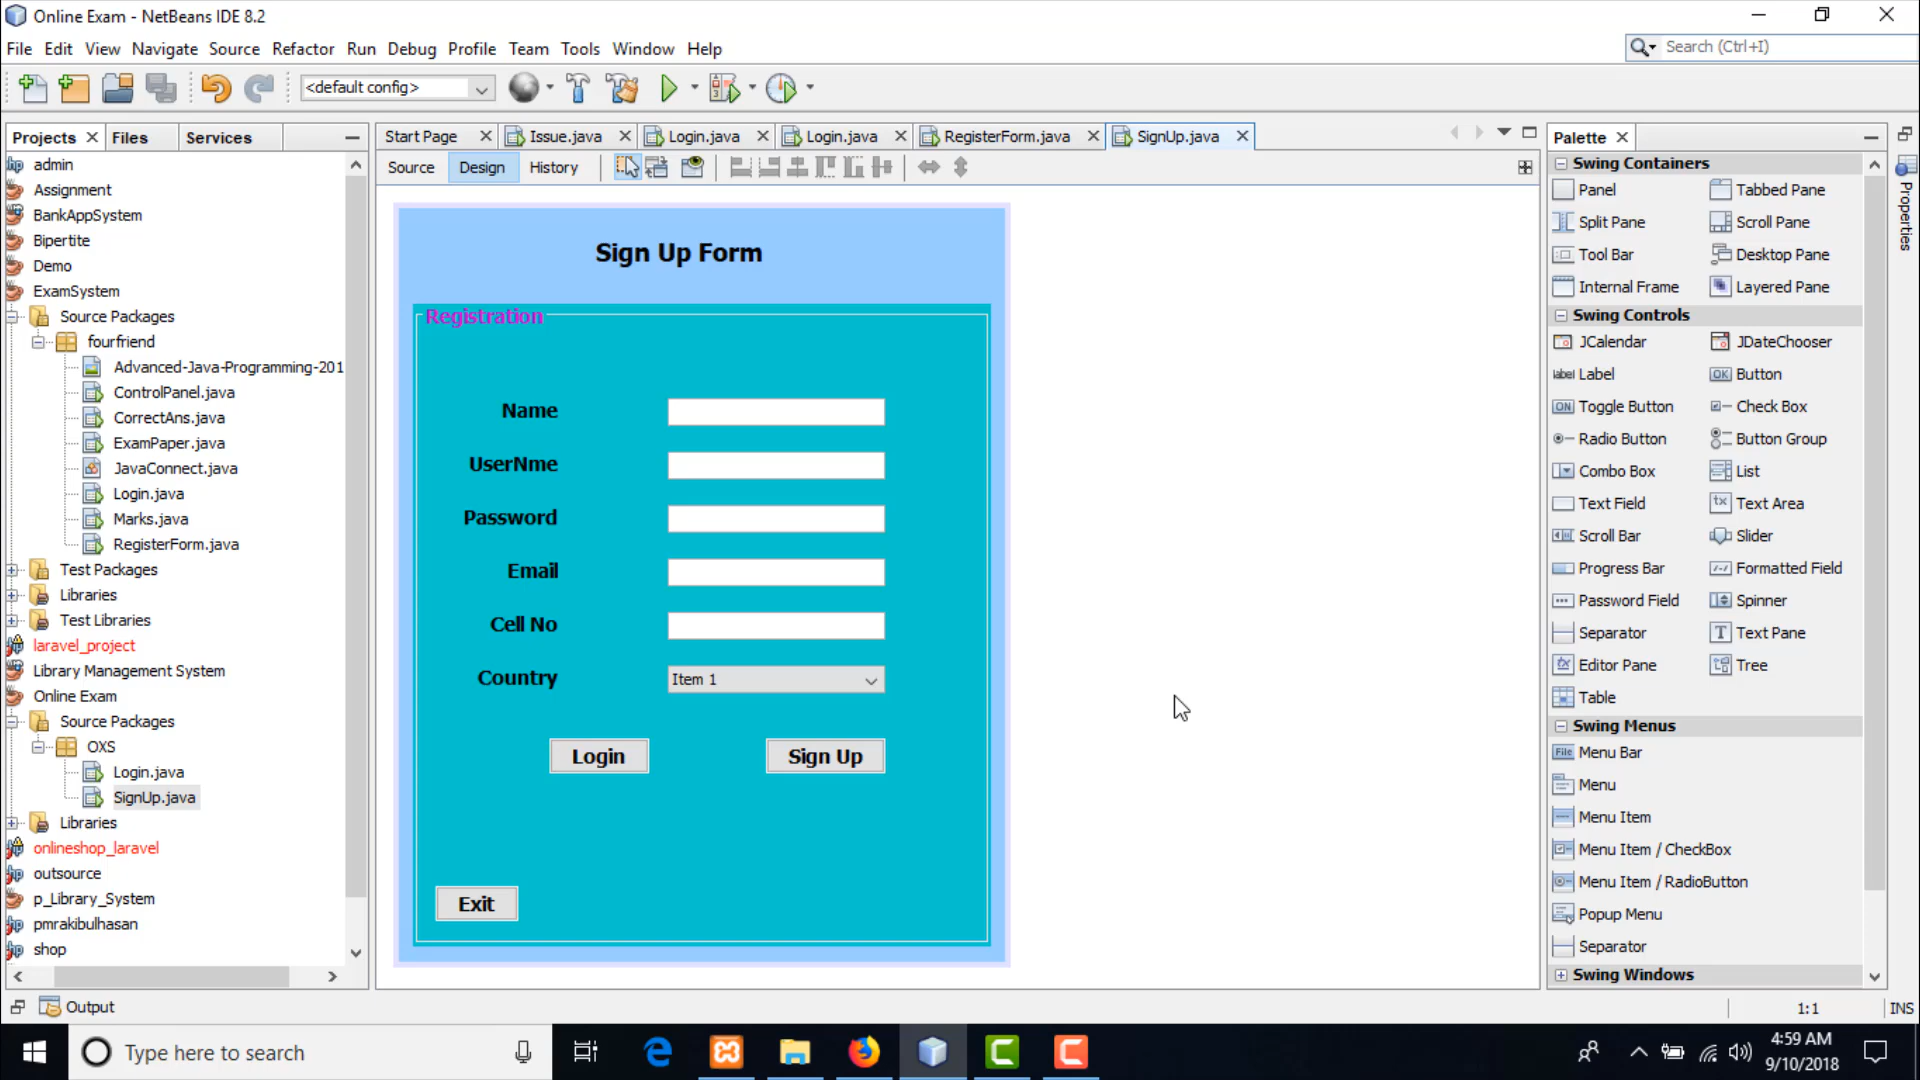 Online Exam - NetBeans IDE 8.2
File Edit View Navigate Source Refactor Run Debug Profile Team Tools Window Help
Search (Ctrl+I)
<default config>
Projects Files Services
Start Page Issue.java Login.java Login.java RegisterForm.java SignUp.java
Palette
Source Design History
admin
Assignment
BankAppSystem
Bipertite
Demo
ExamSystem
Source Packages
fourfriend
Advanced-Java-Programming-201
ControlPanel.java
CorrectAns.java
ExamPaper.java
JavaConnect.java
Login.java
Marks.java
RegisterForm.java
Test Packages
Libraries
Test Libraries
laravel_project
Library Management System
Online Exam
Source Packages
OXS
Login.java
SignUp.java
Libraries
onlineshop_laravel
outsource
p_Library_System
pmrakibulhasan
shop
Sign Up Form
Registration
Name
UserNme
Password
Email
Cell No
Country Item 1
Login Sign Up
Exit
Swing Containers
Panel Tabbed Pane
Split Pane Scroll Pane
Tool Bar Desktop Pane
Internal Frame Layered Pane
Swing Controls
JCalendar JDateChooser
label Label OK Button
ON Toggle Button Check Box
Radio Button Button Group
Combo Box List
Text Field Text Area
Scroll Bar Slider
Progress Bar Formatted Field
Password Field Spinner
Separator Text Pane
Editor Pane Tree
Table
Swing Menus
File Menu Bar
Menu
Menu Item
Menu Item / CheckBox
Menu Item / RadioButton
Popup Menu
Separator
Swing Windows
Properties
Output
1:1 INS
Type here to search
4:59 AM
9/10/2018